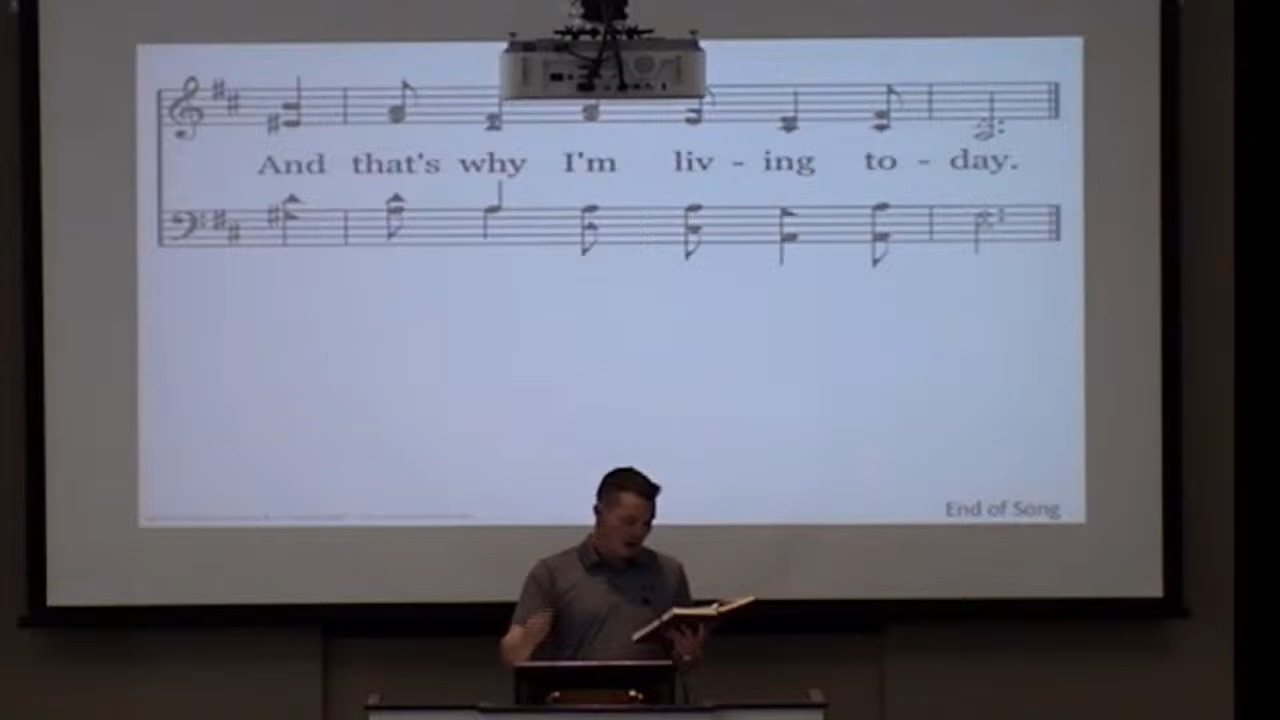 And that's why I'm liv - ing to - day.
End of Song